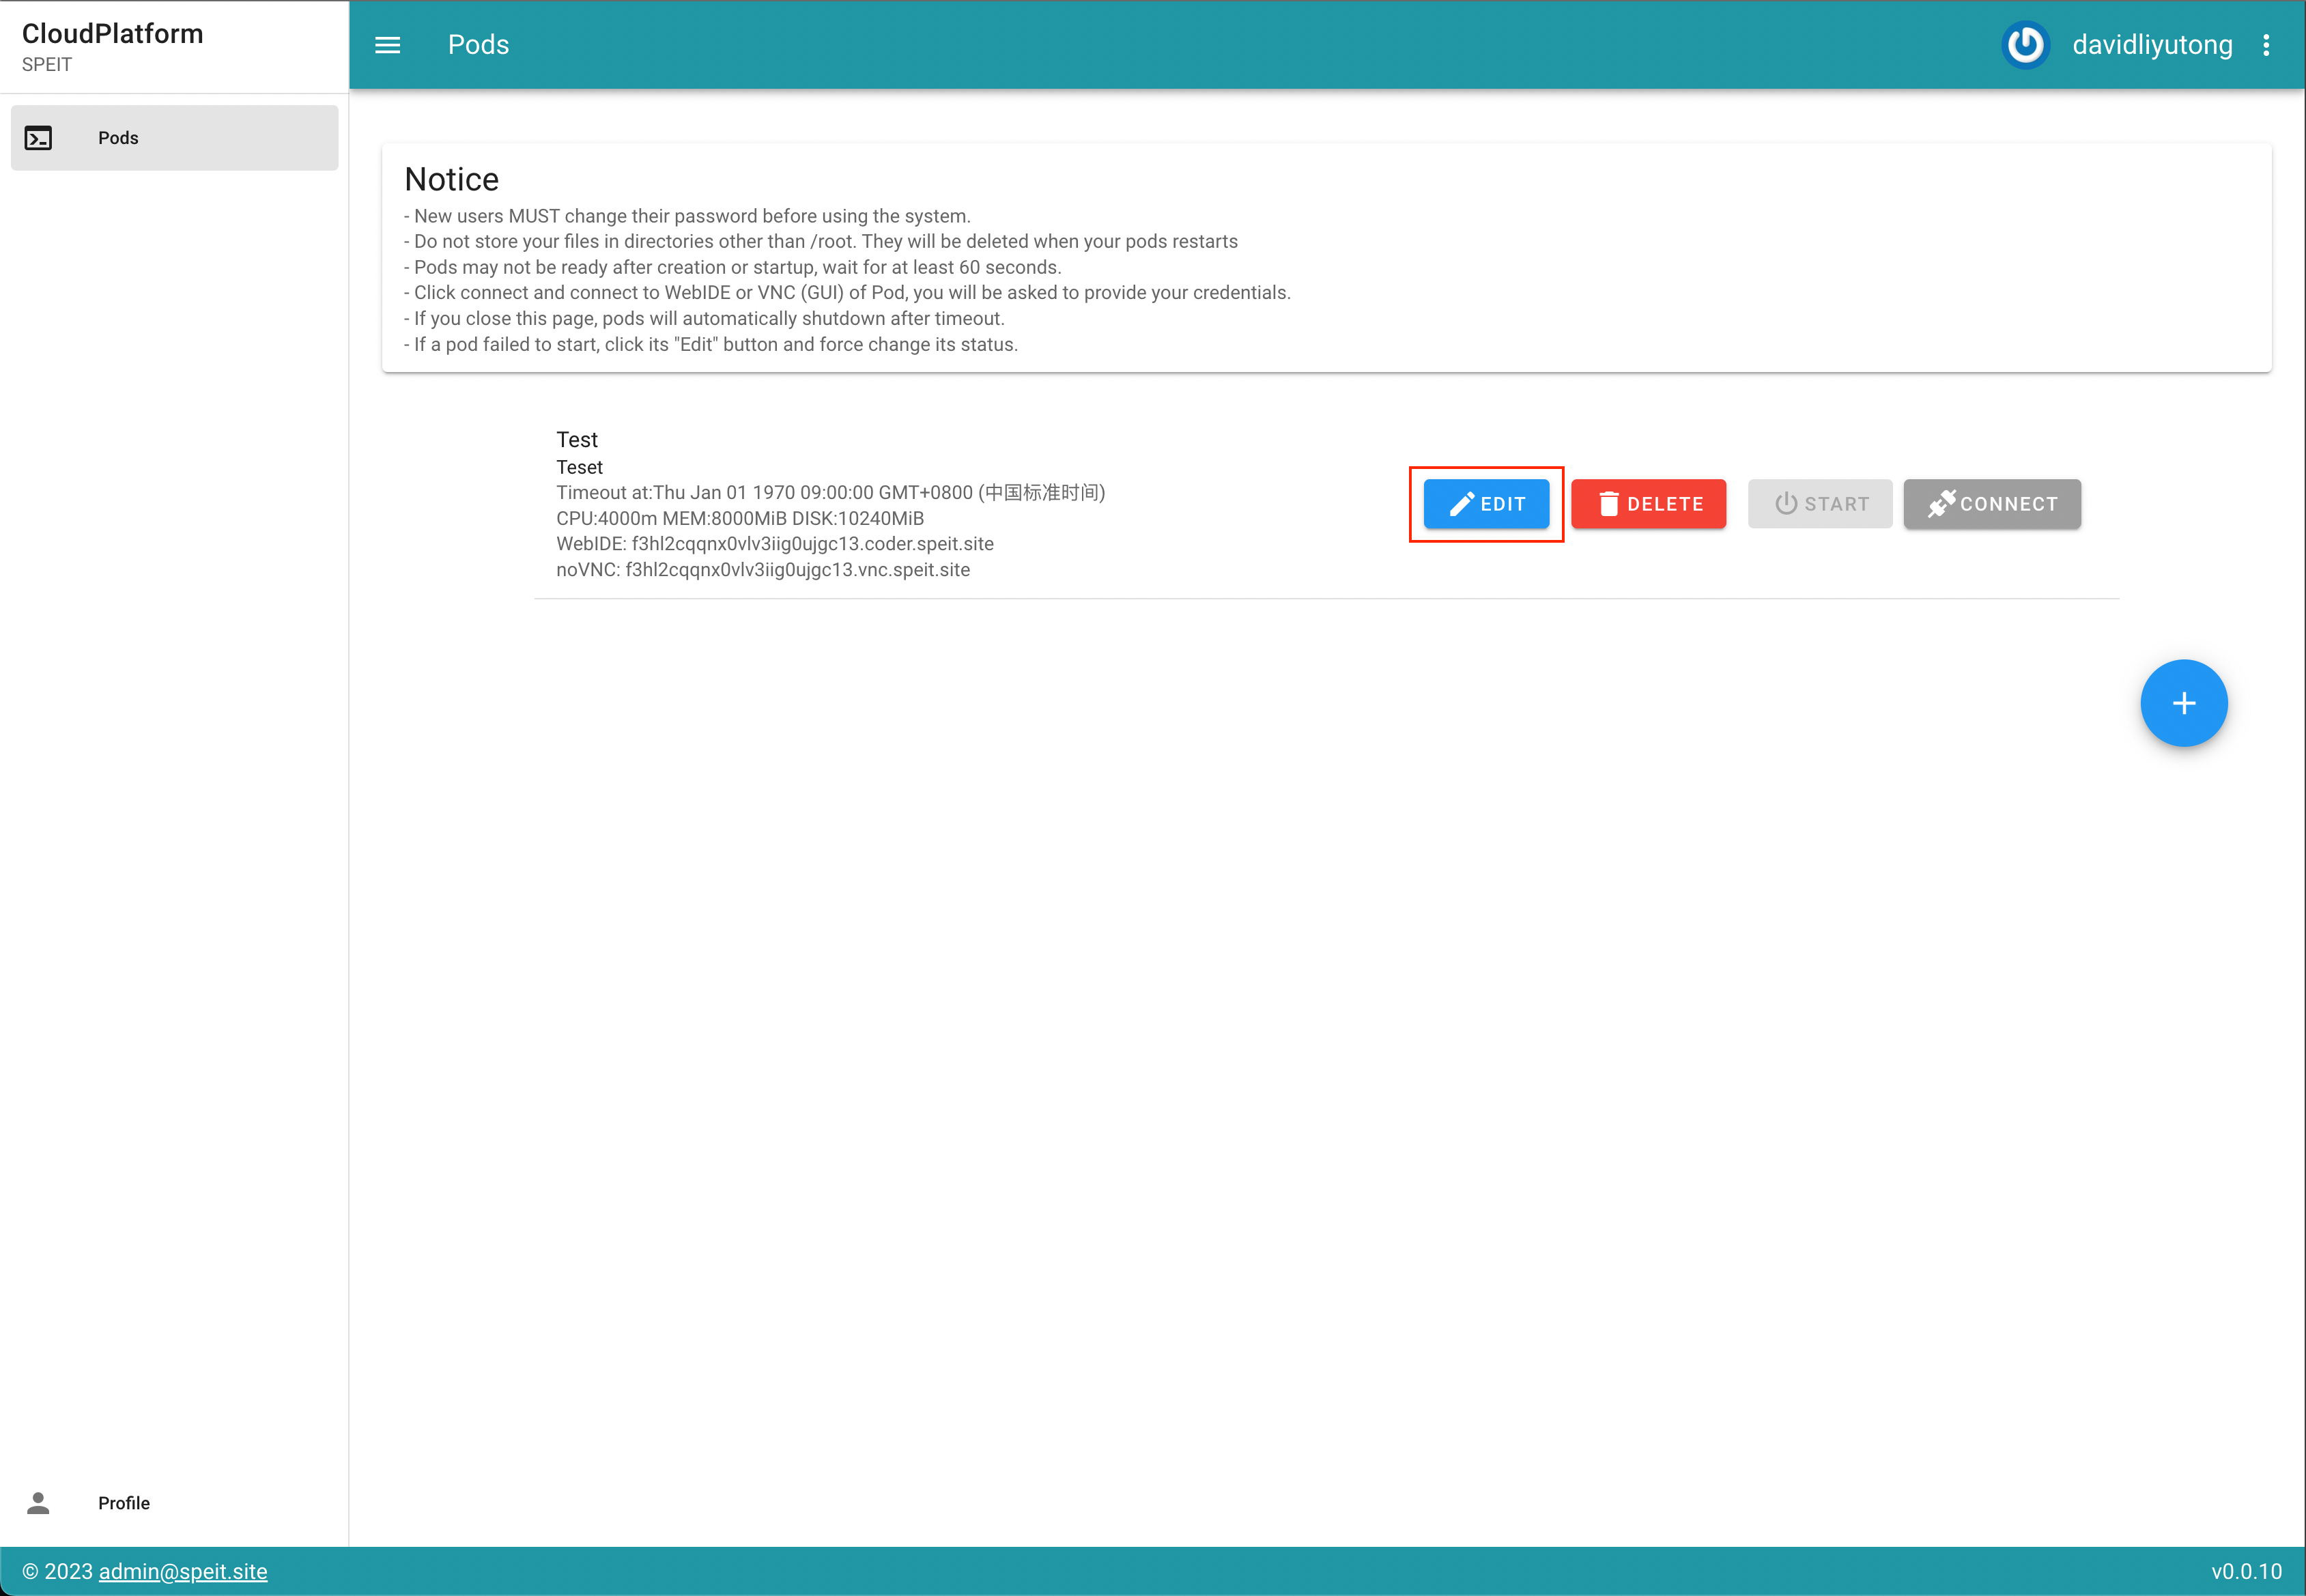 CloudPlatform
SPEIT
Pods
davidliyutong
Pods
Notice
- New users MUST change their password before using the system.
- Do not store your files in directories other than /root. They will be deleted when your pods restarts
- Pods may not be ready after creation or startup, wait for at least 60 seconds.
- Click connect and connect to WebIDE or VNC (GUI) of Pod, you will be asked to provide your credentials.
- If you close this page, pods will automatically shutdown after timeout.
- If a pod failed to start, click its "Edit" button and force change its status.
Test
Teset
Timeout at:Thu Jan 01 1970 09:00:00 GMT+0800 (中国标准时间)
CPU:4000m MEM:8000MiB DISK:10240MiB
WebIDE: f3hl2cqqnx0vlv3iig0ujgc13.coder.speit.site
noVNC: f3hl2cqqnx0vlv3iig0ujgc13.vnc.speit.site
EDIT
DELETE
START
CONNECT
Profile
© 2023 admin@speit.site
v0.0.10